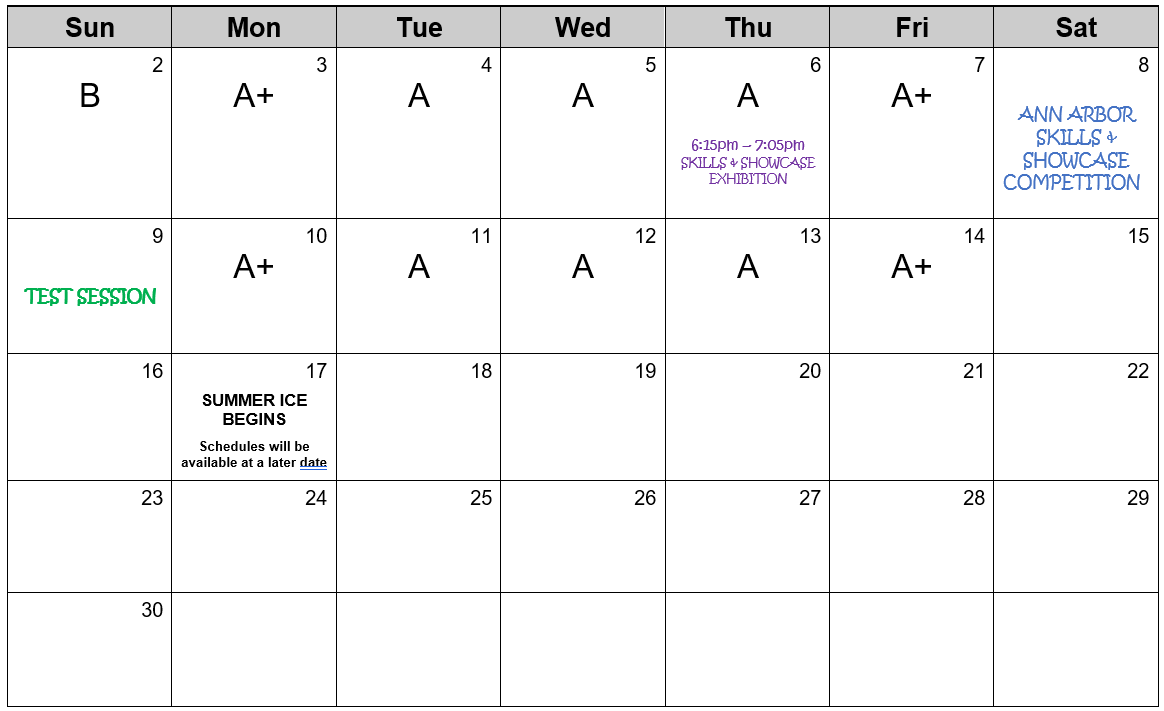 Sun Mon Tue Wed Thu Fri Sat
2 3 4 5 6 7 8
B A+ A A A A+
6:15pm – 7:05pm
SKILLS & SHOWCASE
EXHIBITION
ANN ARBOR
SKILLS &
SHOWCASE
COMPETITION
9 10 11 12 13 14 15
A+ A A A A+
TEST SESSION
16 17 18 19 20 21 22
SUMMER ICE
BEGINS
Schedules will be
available at a later date
23 24 25 26 27 28 29
30